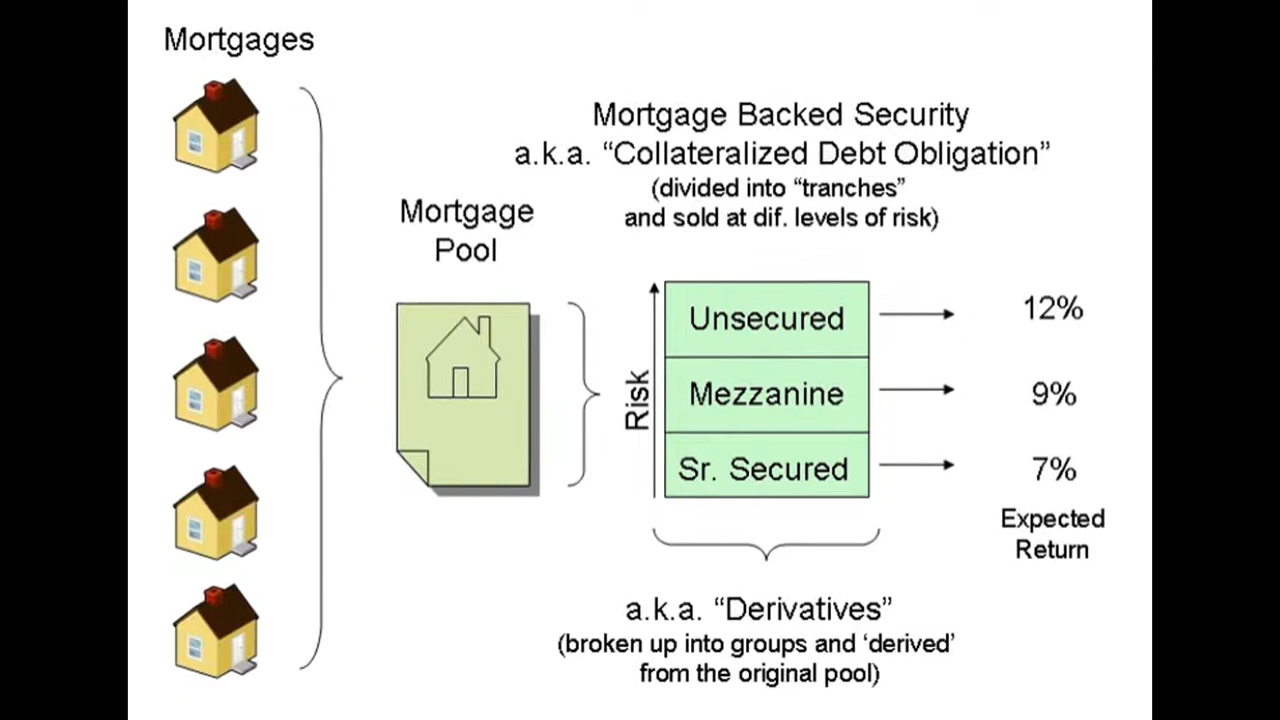 Mortgages
Mortgage Backed Security
a.k.a. “Collateralized Debt Obligation”
(divided into “tranches”
and sold at dif. levels of risk)
Mortgage
Pool
Risk
Unsecured
12%
Mezzanine
9%
Sr. Secured
7%
Expected
Return
a.k.a. “Derivatives”
(broken up into groups and ‘derived’
from the original pool)